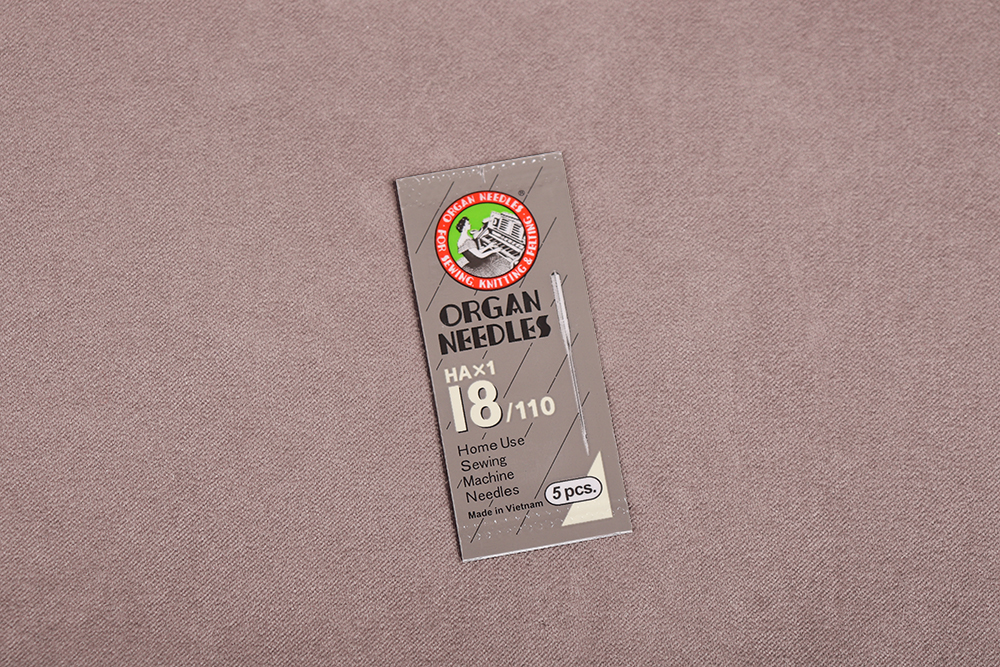 ORGAN NEEDLES
FOR SEWING, KNITTING & FELTING
®
ORGAN
NEEDLES
HA×1
18/110
Home Use
Sewing
Machine
Needles
5 pcs.
Made in Vietnam